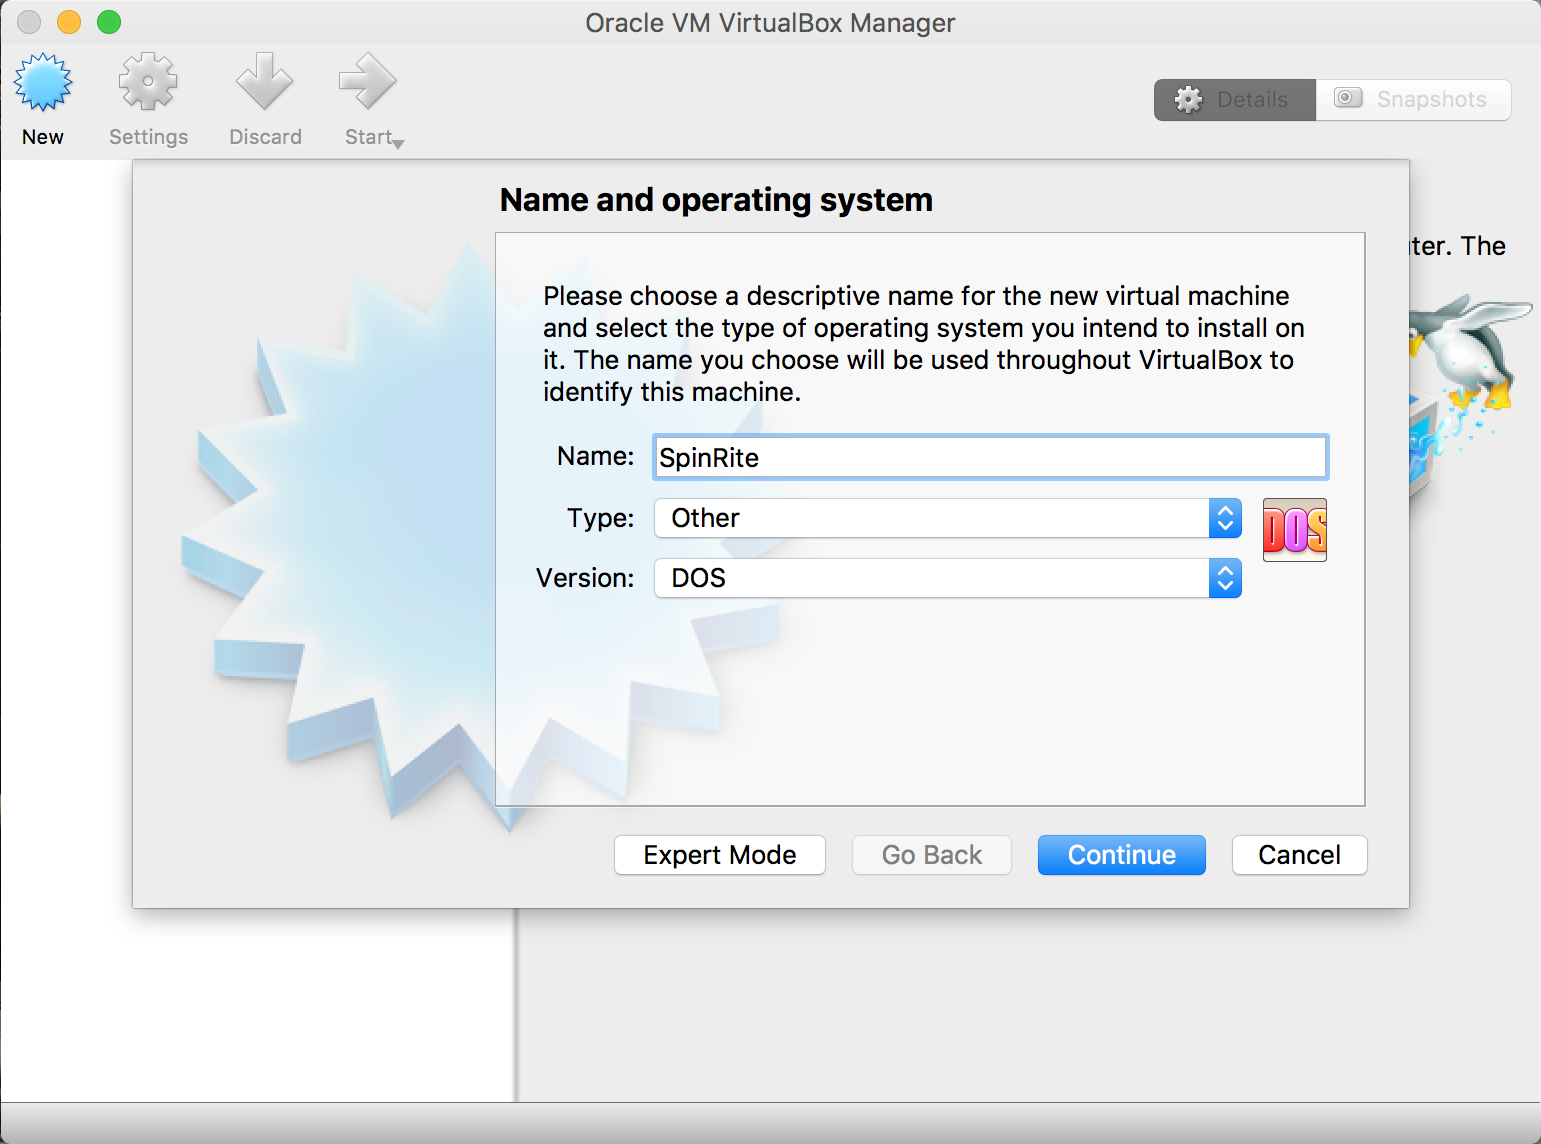 Oracle VM VirtualBox Manager
New
Settings
Discard
Start
Details
Snapshots
Name and operating system
ter. The
Please choose a descriptive name for the new virtual machine
and select the type of operating system you intend to install on
it. The name you choose will be used throughout VirtualBox to
identify this machine.
Name: SpinRite
Type: Other
DOS
Version: DOS
Expert Mode
Go Back
Continue
Cancel